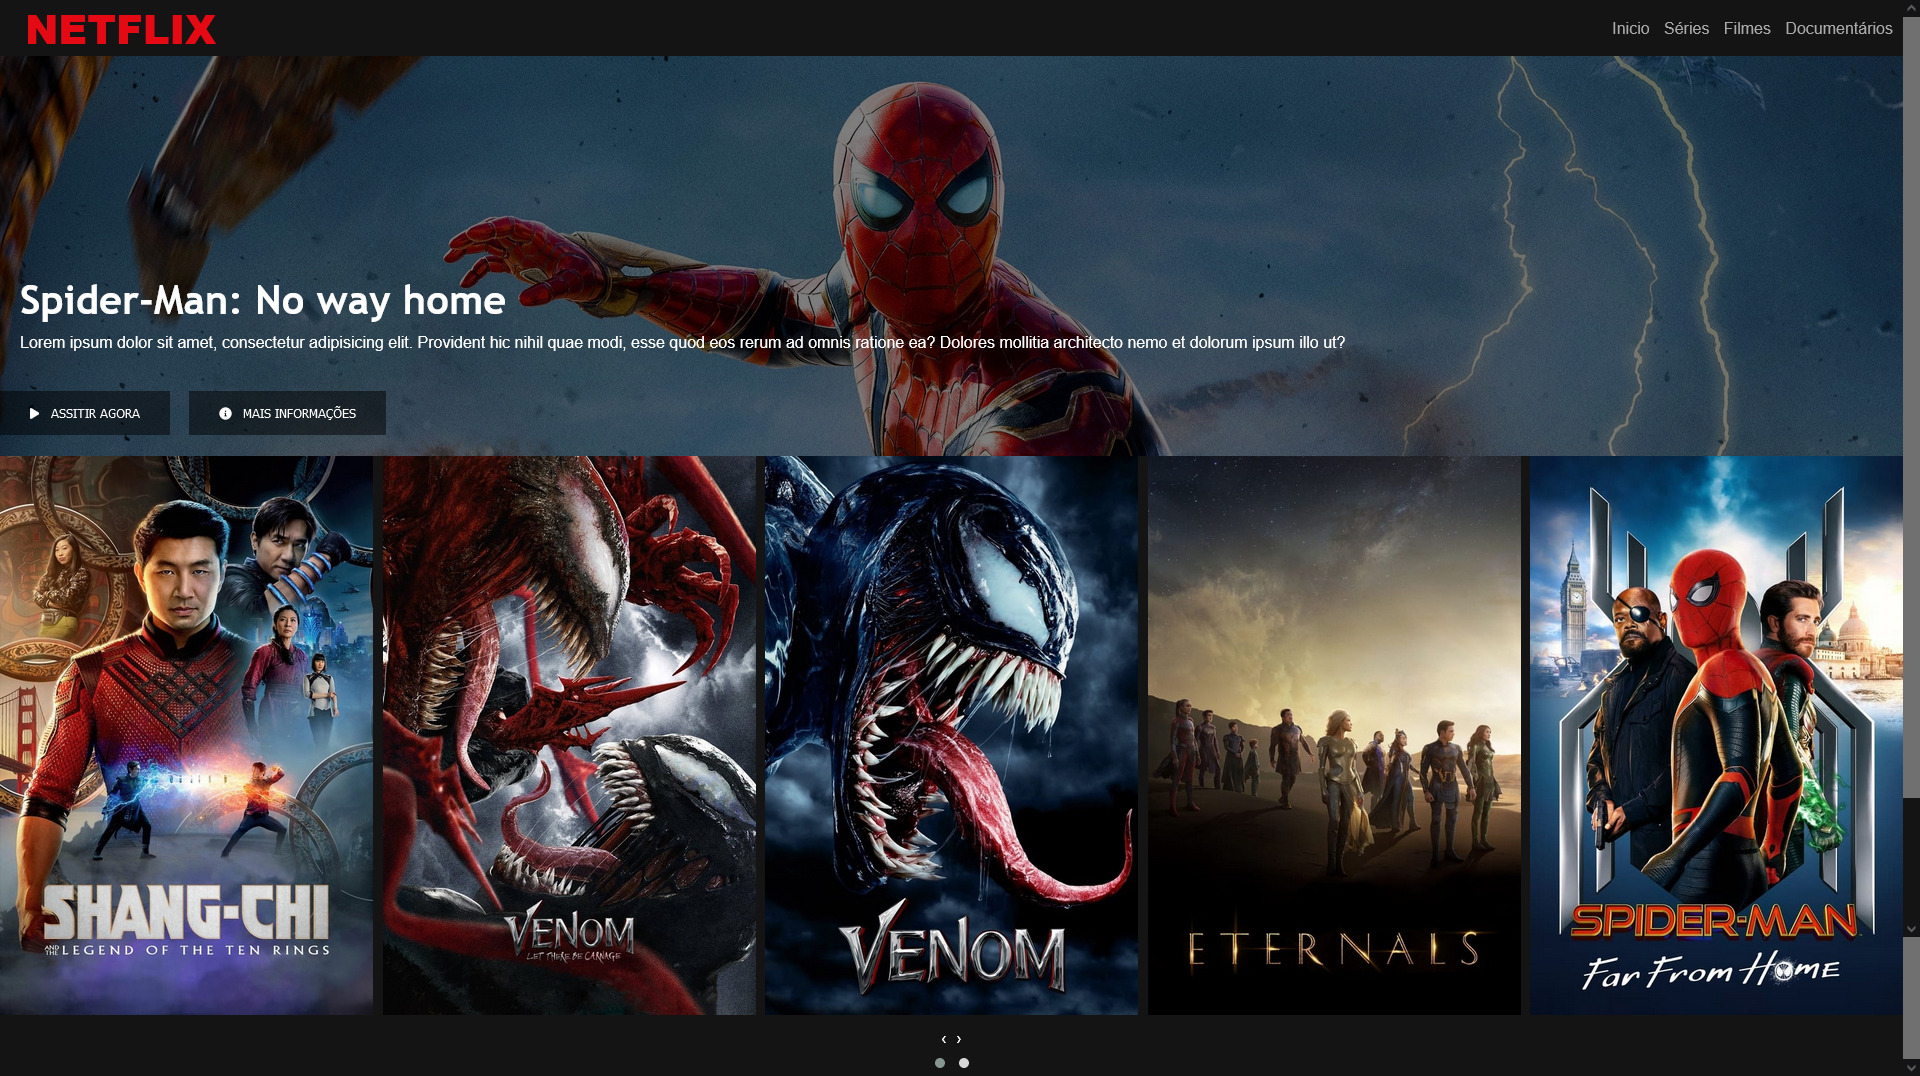 NETFLIX
Inicio Séries Filmes Documentários
Spider-Man: No way home
Lorem ipsum dolor sit amet, consectetur adipisicing elit. Provident hic nihil quae modi, esse quod eos rerum ad omnis ratione ea? Dolores mollitia architecto nemo et dolorum ipsum illo ut?
ASSITIR AGORA MAIS INFORMAÇÕES
SHANG-CHI
AND THE LEGEND OF THE TEN RINGS
VENOM
LET THERE BE CARNAGE
VENOM
ETERNALS
SPIDER-MAN
Far From Home
‹ ›